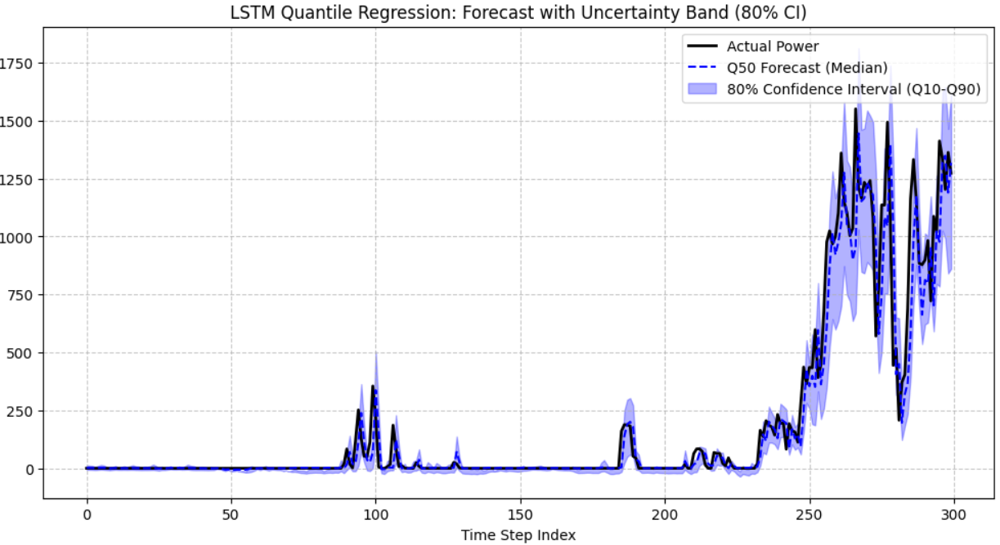 LSTM Quantile Regression: Forecast with Uncertainty Band (80% CI)
Actual Power
Q50 Forecast (Median)
80% Confidence Interval (Q10-Q90)
1750
1500
1250
1000
750
500
250
0
0 50 100 150 200 250 300
Time Step Index